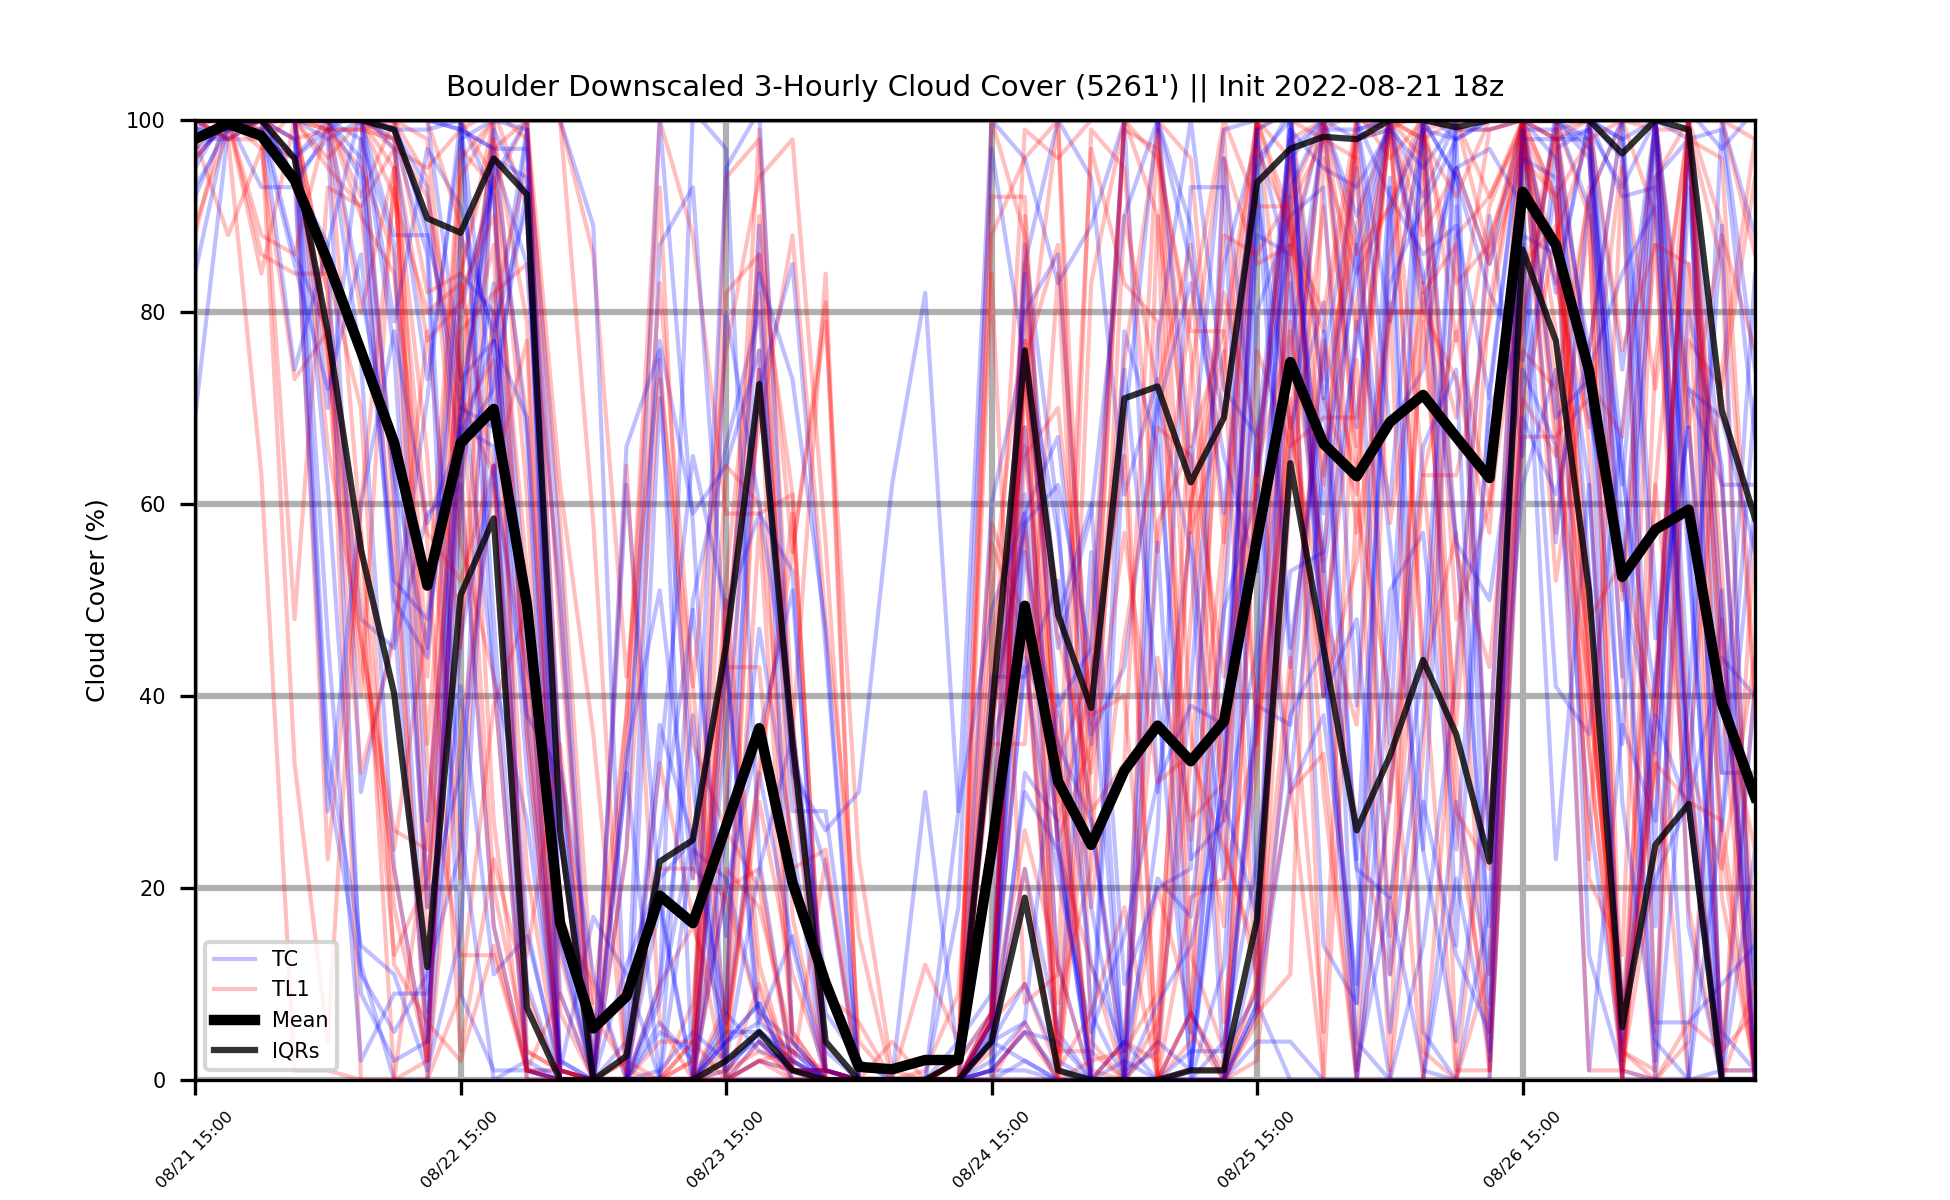 Boulder Downscaled 3-Hourly Cloud Cover (5261') || Init 2022-08-21 18z
100
80
60
40
20
0
Cloud Cover (%)
TC
TL1
Mean
IQRs
08/21 15:00
08/22 15:00
08/23 15:00
08/24 15:00
08/25 15:00
08/26 15:00